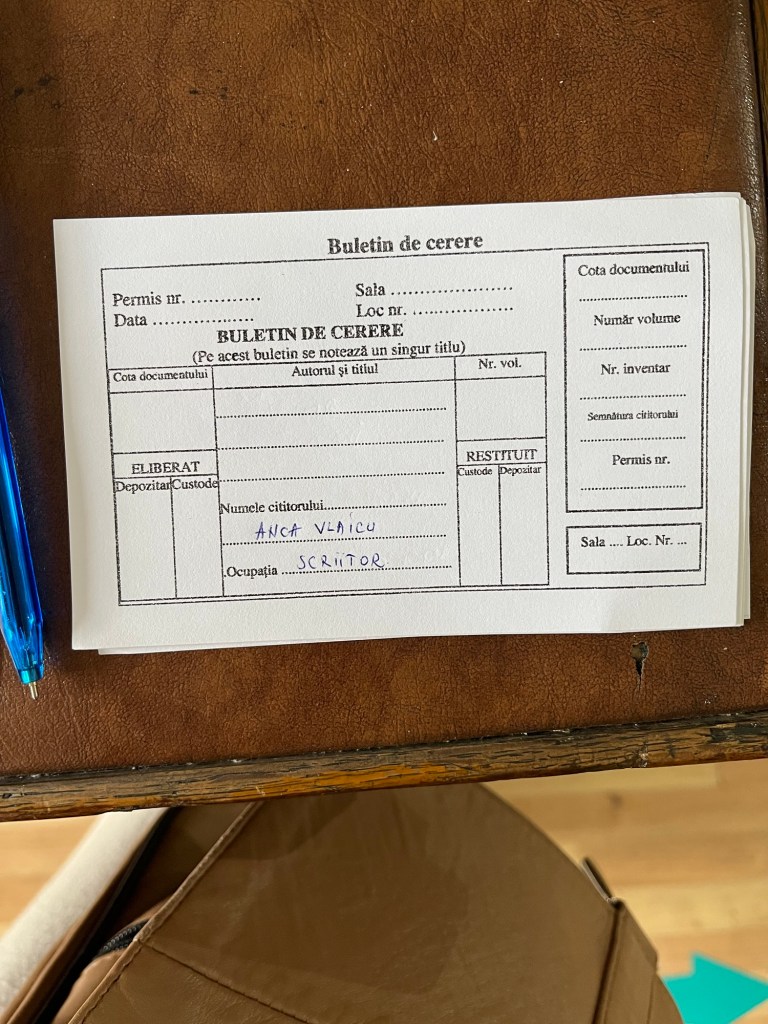 Buletin de cerere
Permis nr. ............ Sala .....................
Data .................. Loc nr. ..................
BULETIN DE CERERE
(Pe acest buletin se notează un singur titlu)
Cota documentului Autorul și titlul Nr. vol.
ELIBERAT RESTITUIT
Depozitar Custode Custode Depozitar
Numele cititorului......................
ANCA VLAICU
.Ocupația ..... SCRIITOR
Cota documentului
Număr volume
Nr. inventar
Semnătura cititorului
Permis nr.
Sala .... Loc. Nr. ...